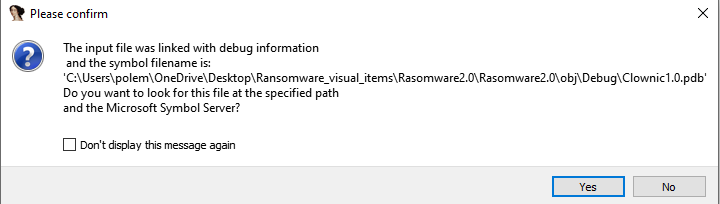 Please confirm
The input file was linked with debug information
and the symbol filename is:
'C:\Users\polem\OneDrive\Desktop\Ransomware_visual_items\Rasomware2.0\Rasomware2.0\obj\Debug\Clownic1.0.pdb'
Do you want to look for this file at the specified path
and the Microsoft Symbol Server?
Don't display this message again
Yes No